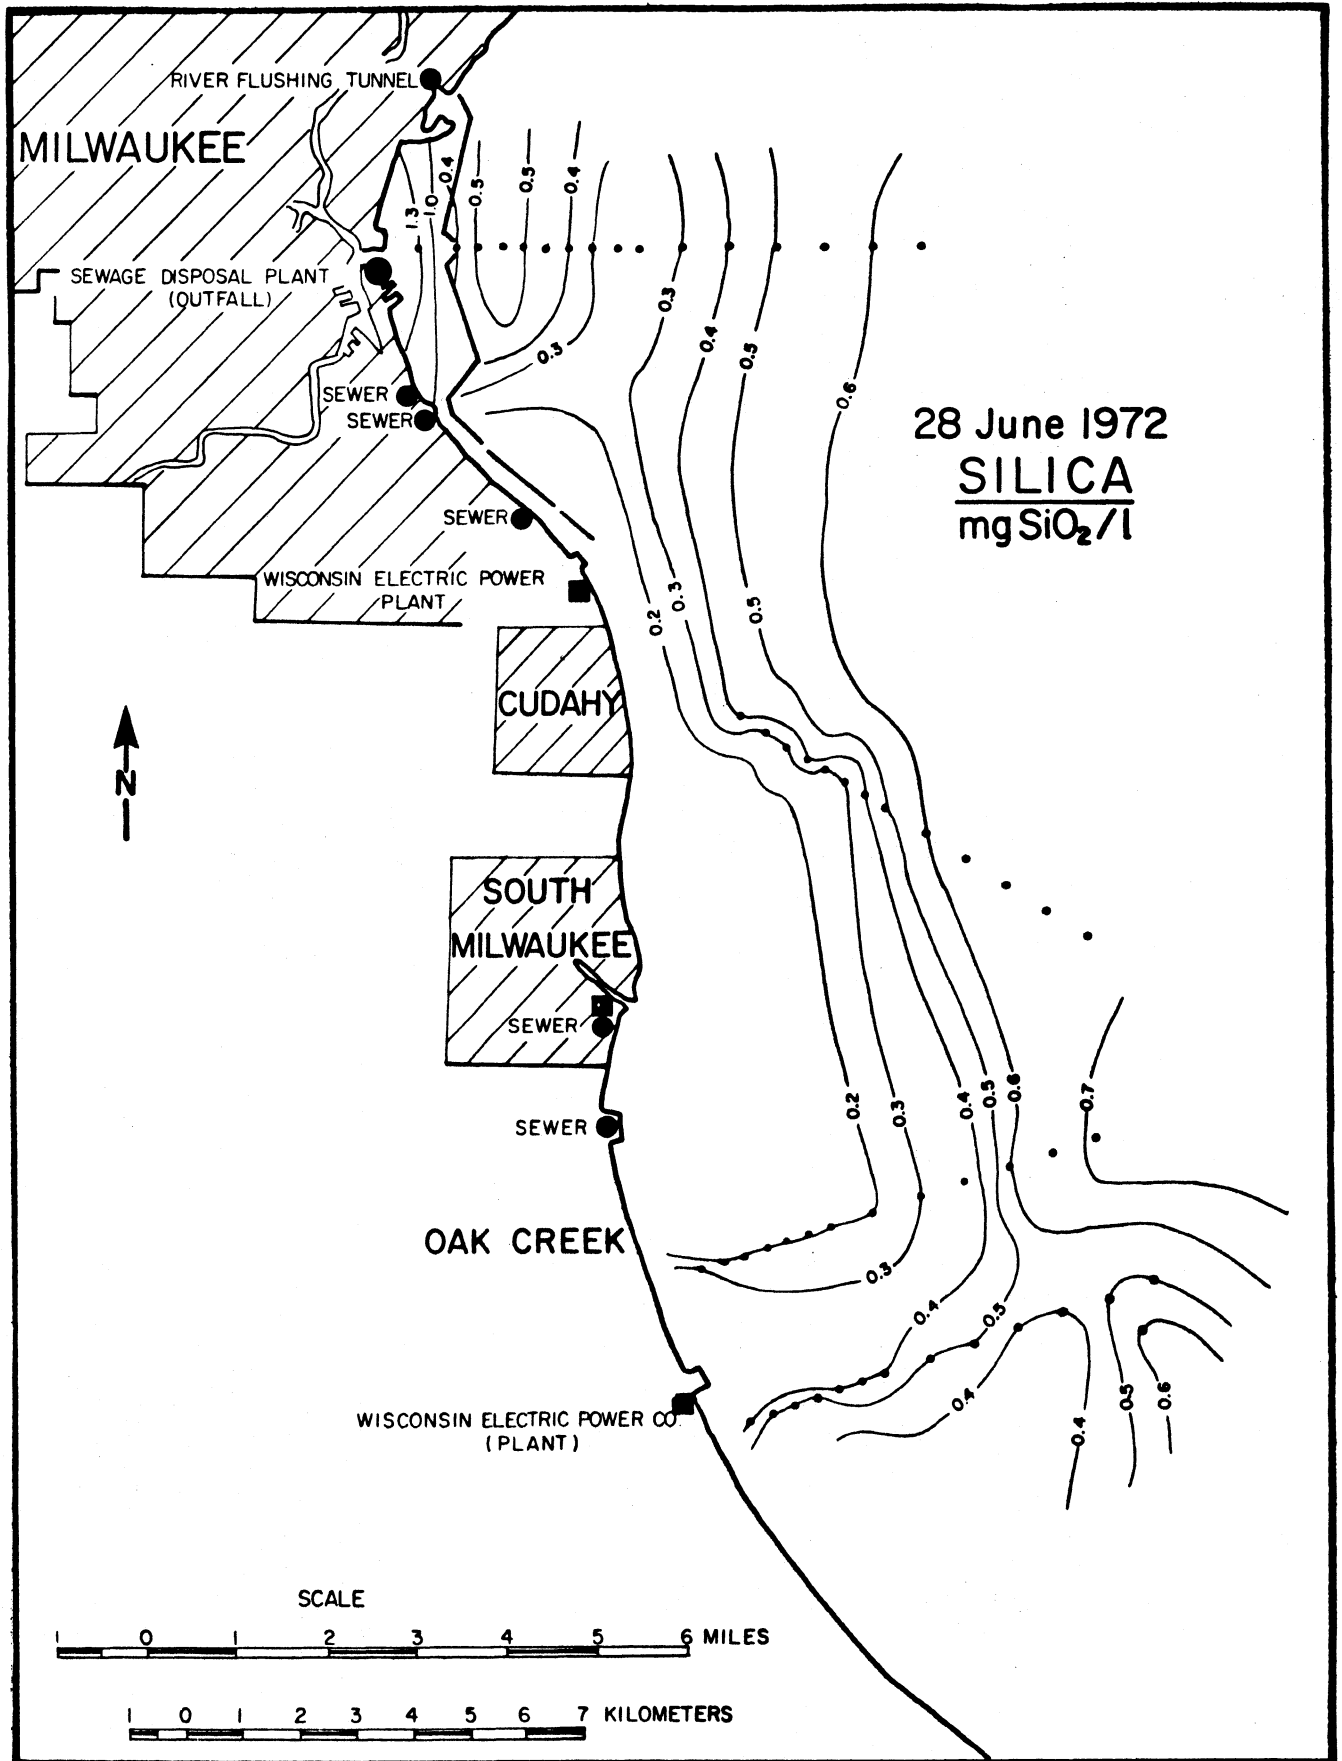 RIVER FLUSHING TUNNEL
MILWAUKEE
0.4
0.5
0.5
0.4
1.0
1.3
SEWAGE DISPOSAL PLANT
(OUTFALL)
0.3
0.4
0.5
0.3
0.6
SEWER
SEWER
28 June 1972
SILICA
mg SiO₂/l
SEWER
WISCONSIN ELECTRIC POWER
PLANT
0.2
0.3
0.5
CUDAHY
N
SOUTH
MILWAUKEE
SEWER
0.2
0.3
0.4
0.5
0.6
0.7
SEWER
OAK CREEK
0.3
0.4
0.5
0.4
0.4
0.5
0.6
WISCONSIN ELECTRIC POWER CO.
(PLANT)
SCALE
1 0 1 2 3 4 5 6 MILES
1 0 1 2 3 4 5 6 7 KILOMETERS